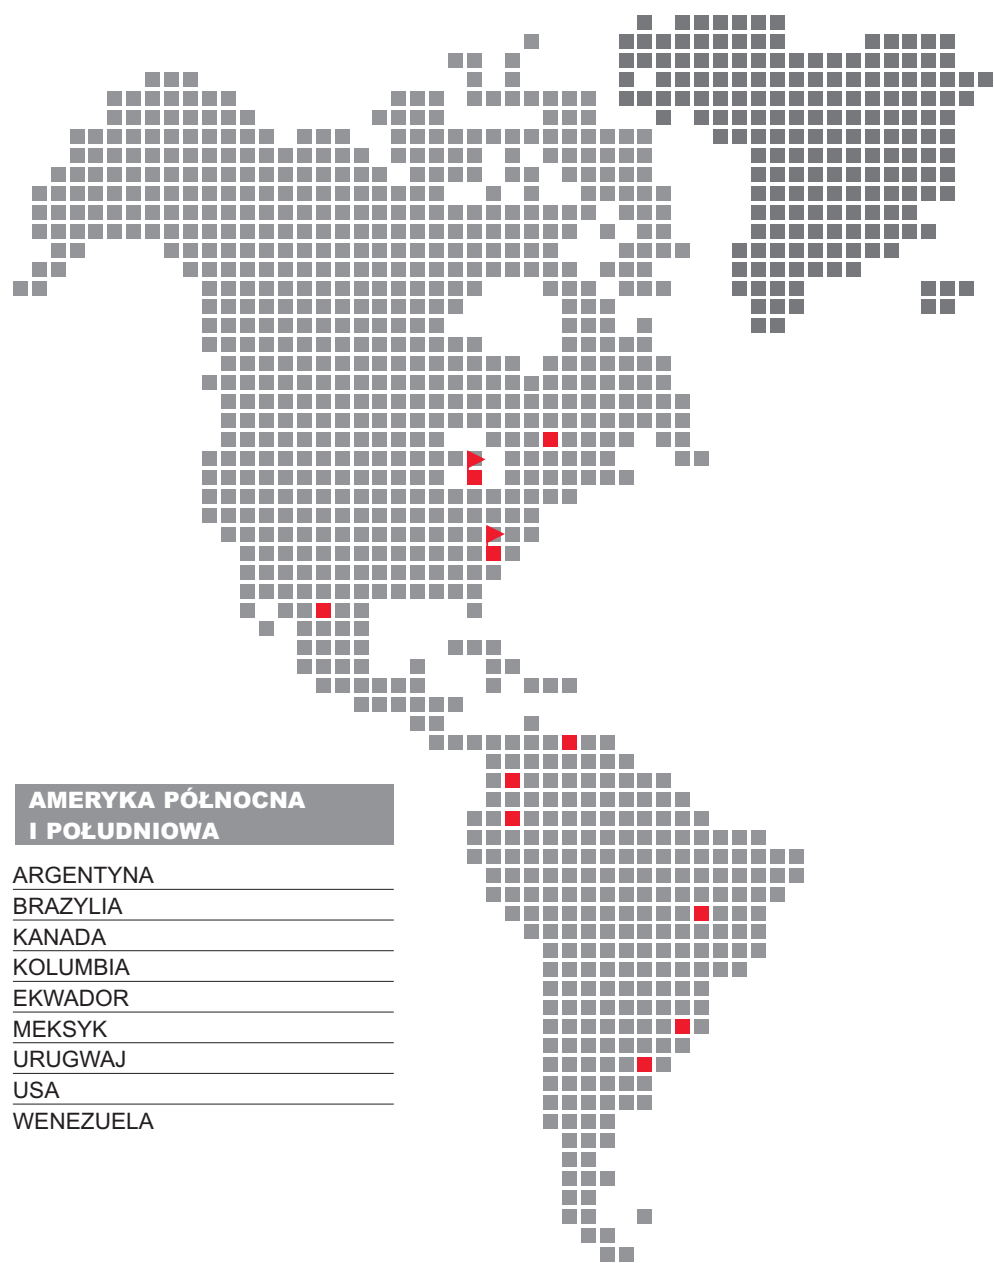 AMERYKA PÓŁNOCNA
I POŁUDNIOWA
ARGENTYNA
BRAZYLIA
KANADA
KOLUMBIA
EKWADOR
MEKSYK
URUGWAJ
USA
WENEZUELA